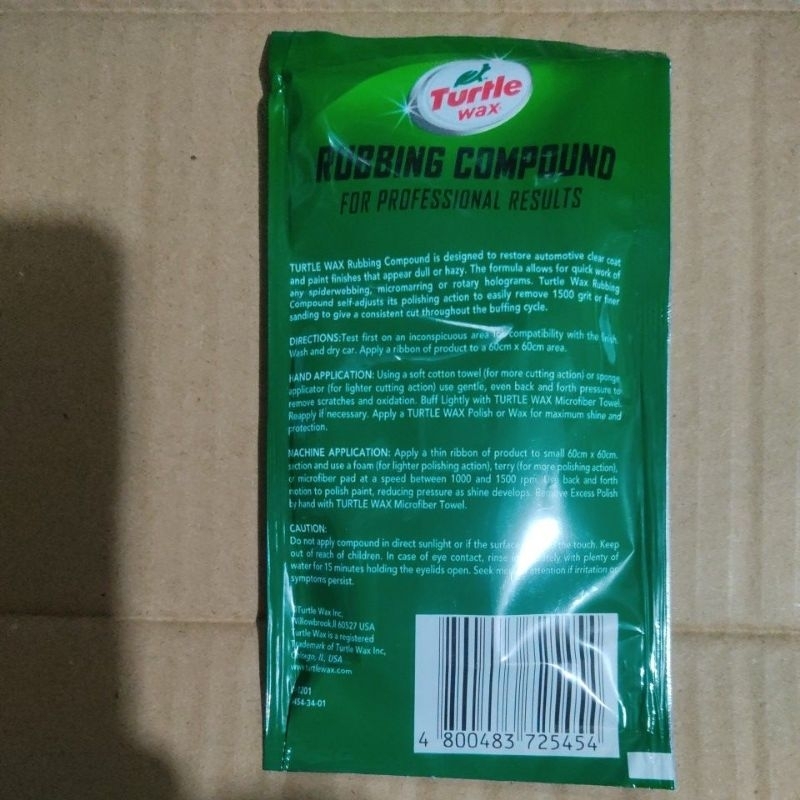 Turtle
wax
RUBBING COMPOUND
FOR PROFESSIONAL RESULTS
TURTLE WAX Rubbing Compound is designed to restore automotive clear coat
and paint finishes that appear dull or hazy. The formula allows for quick work of
any spiderwebbing, micromarring or rotary holograms. Turtle Wax Rubbing
Compound self-adjusts its polishing action to easily remove 1500 grit or finer
sanding to give a consistent cut throughout the buffing cycle.
DIRECTIONS:Test first on an inconspicuous area for compatibility with the finish.
Wash and dry car. Apply a ribbon of product to a 60cm x 60cm area.
HAND APPLICATION: Using a soft cotton towel (for more cutting action) or sponge
applicator (for lighter cutting action) use gentle, even back and forth pressure to
remove scratches and oxidation. Buff Lightly with TURTLE WAX Microfiber Towel.
Reapply if necessary. Apply a TURTLE WAX Polish or Wax for maximum shine and
protection.
MACHINE APPLICATION: Apply a thin ribbon of product to small 60cm x 60cm.
section and use a foam (for lighter polishing action), terry (for more polishing action),
or microfiber pad at a speed between 1000 and 1500 rpm. Use back and forth
motion to polish paint, reducing pressure as shine develops. Remove Excess Polish
by hand with TURTLE WAX Microfiber Towel.
CAUTION:
Do not apply compound in direct sunlight or if the surface the touch. Keep
out of reach of children. In case of eye contact, rinse with plenty of
water for 15 minutes holding the eyelids open. Seek attention if irritation or
symptoms persist.
Turtle Wax Inc.
Willowbrook.Il 60527 USA
Turtle Wax is a registered
Trademark of Turtle Wax Inc,
Chicago, IL, USA
www.turtlewax.com
454-34-01
4 800483 725454